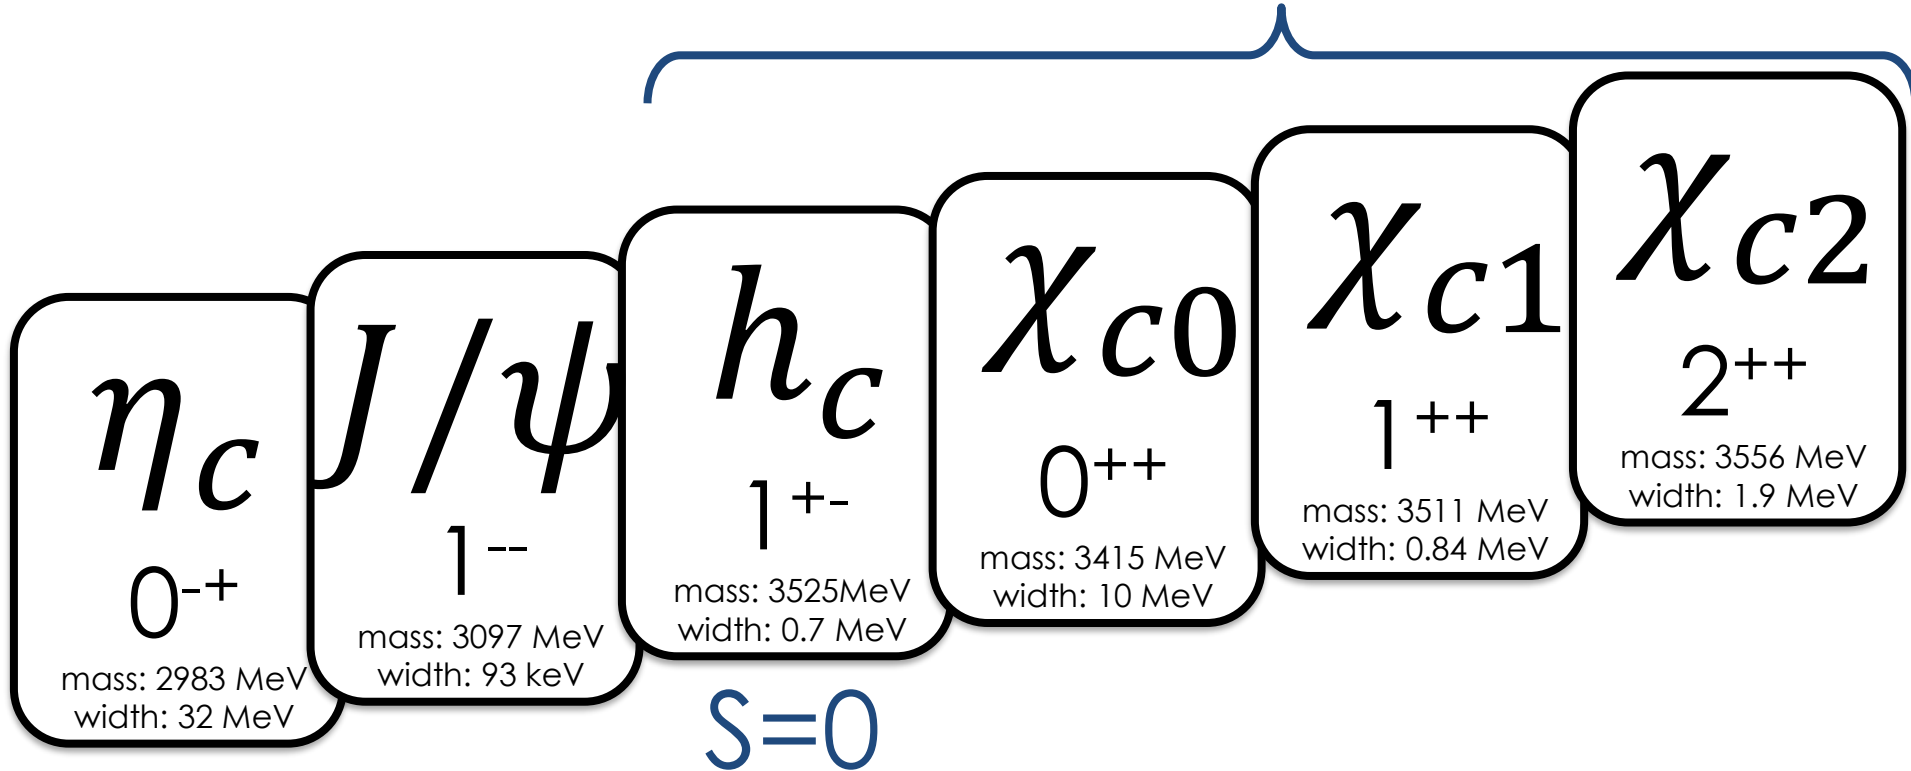 η_c
0^-+
mass: 2983 MeV
width: 32 MeV
J/ψ
1^--
mass: 3097 MeV
width: 93 keV
h_c
1^+-
mass: 3525MeV
width: 0.7 MeV
S=0
χ_c0
0^++
mass: 3415 MeV
width: 10 MeV
χ_c1
1^++
mass: 3511 MeV
width: 0.84 MeV
χ_c2
2^++
mass: 3556 MeV
width: 1.9 MeV